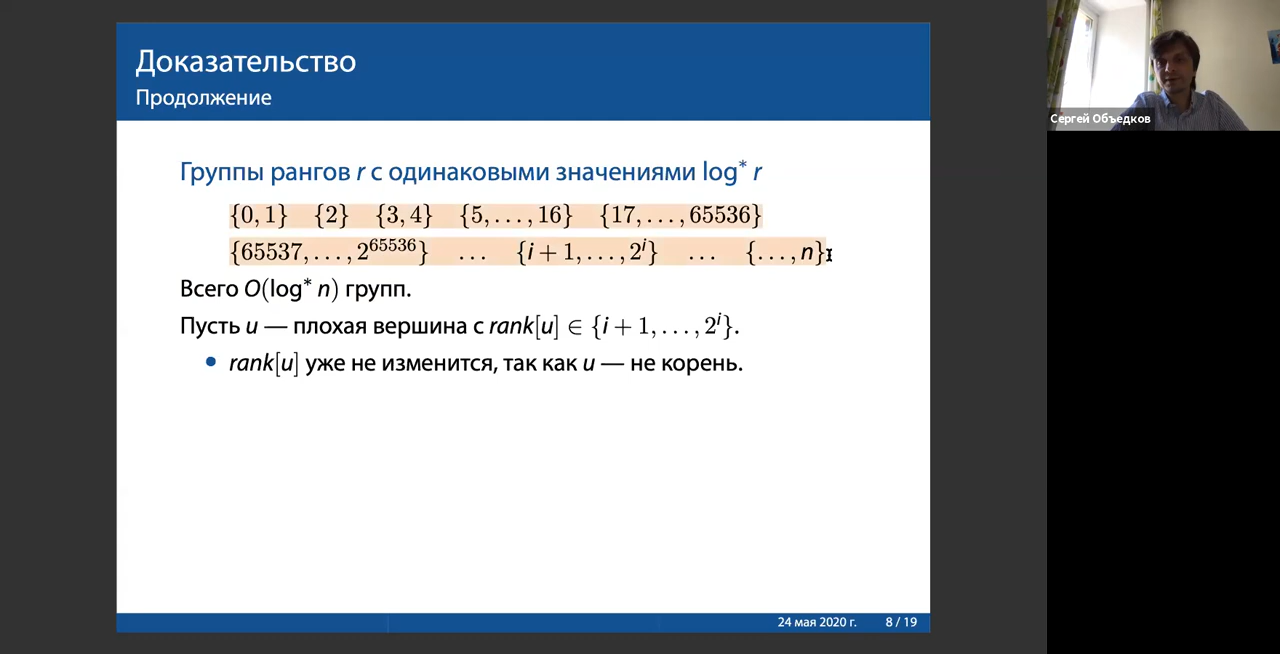 Доказательство
Продолжение
Группы рангов r с одинаковыми значениями log* r
{0, 1} {2} {3, 4} {5, . . . , 16} {17, . . . , 65536}
{65537, . . . , 2^65536} . . . {i + 1, . . . , 2^i} . . . {. . . , n}
Всего O(log* n) групп.
Пусть u — плохая вершина с rank[u] ∈ {i + 1, . . . , 2^i}.
• rank[u] уже не изменится, так как u — не корень.
24 мая 2020 г. 8 / 19
Сергей Объедков